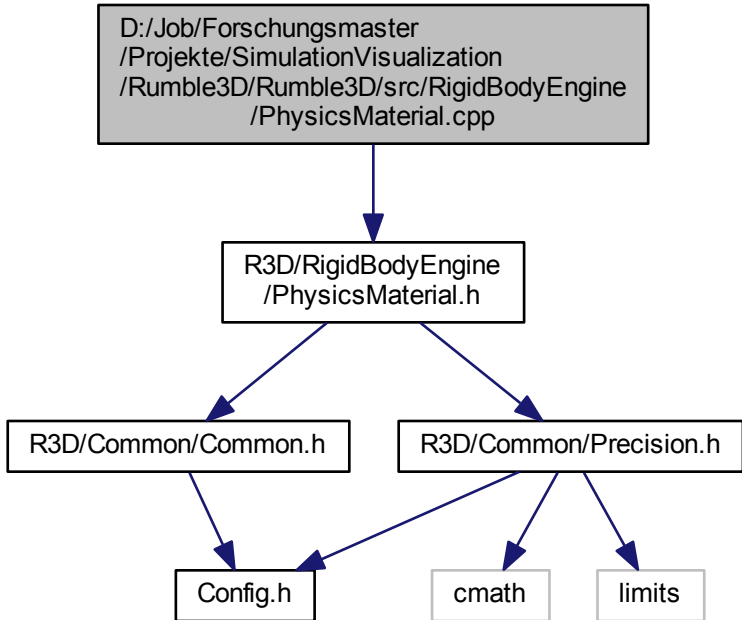 D:/Job/Forschungsmaster
/Projekte/SimulationVisualization
/Rumble3D/Rumble3D/src/RigidBodyEngine
/PhysicsMaterial.cpp
R3D/RigidBodyEngine
/PhysicsMaterial.h
R3D/Common/Common.h
R3D/Common/Precision.h
Config.h
cmath
limits